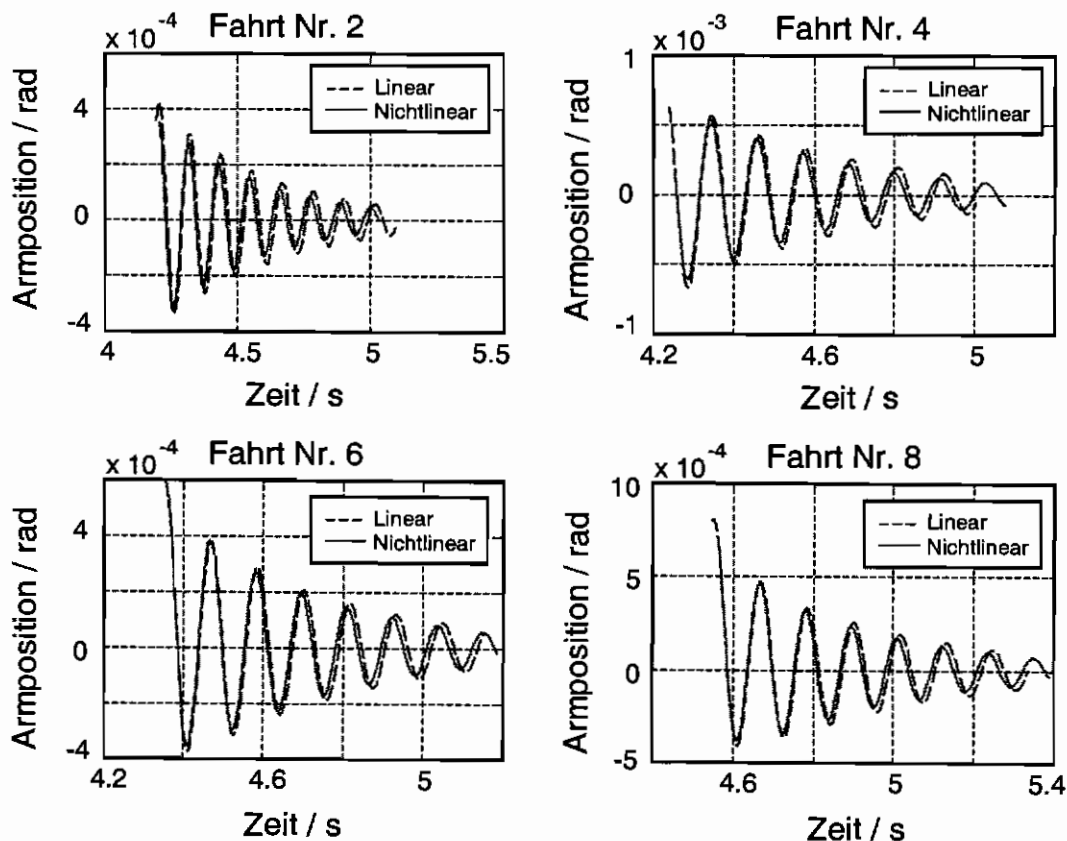 Fahrt Nr. 2
x 10⁻⁴
Armposition / rad
4
0
-4
Linear
Nichtlinear
4
4.5
5
5.5
Zeit / s
Fahrt Nr. 4
x 10⁻³
Armposition / rad
1
0
-1
Linear
Nichtlinear
4.2
4.6
5
Zeit / s
Fahrt Nr. 6
x 10⁻⁴
Armposition / rad
4
0
-4
Linear
Nichtlinear
4.2
4.6
5
Zeit / s
Fahrt Nr. 8
x 10⁻⁴
Armposition / rad
10
5
0
-5
Linear
Nichtlinear
4.6
5
5.4
Zeit / s